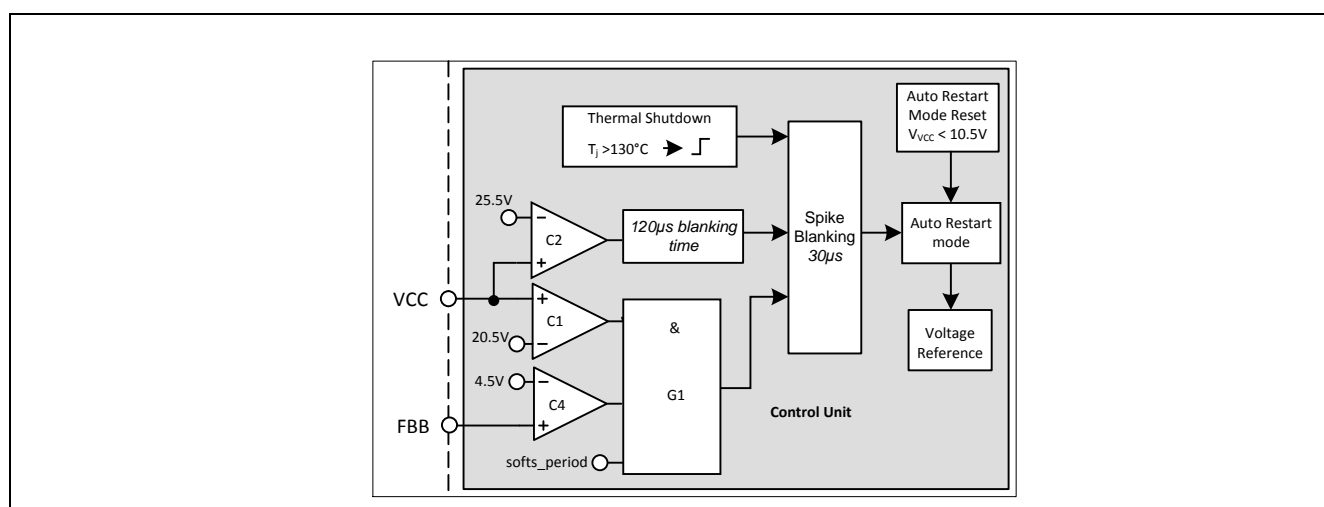 Auto Restart
Mode Reset
VVCC < 10.5V
Thermal Shutdown
Tj >130°C
25.5V
−
C2
+
120µs blanking
time
Spike
Blanking
30µs
Auto Restart
mode
VCC
+
C1
−
20.5V
&
G1
Voltage
Reference
4.5V
−
C4
+
FBB
Control Unit
softs_period